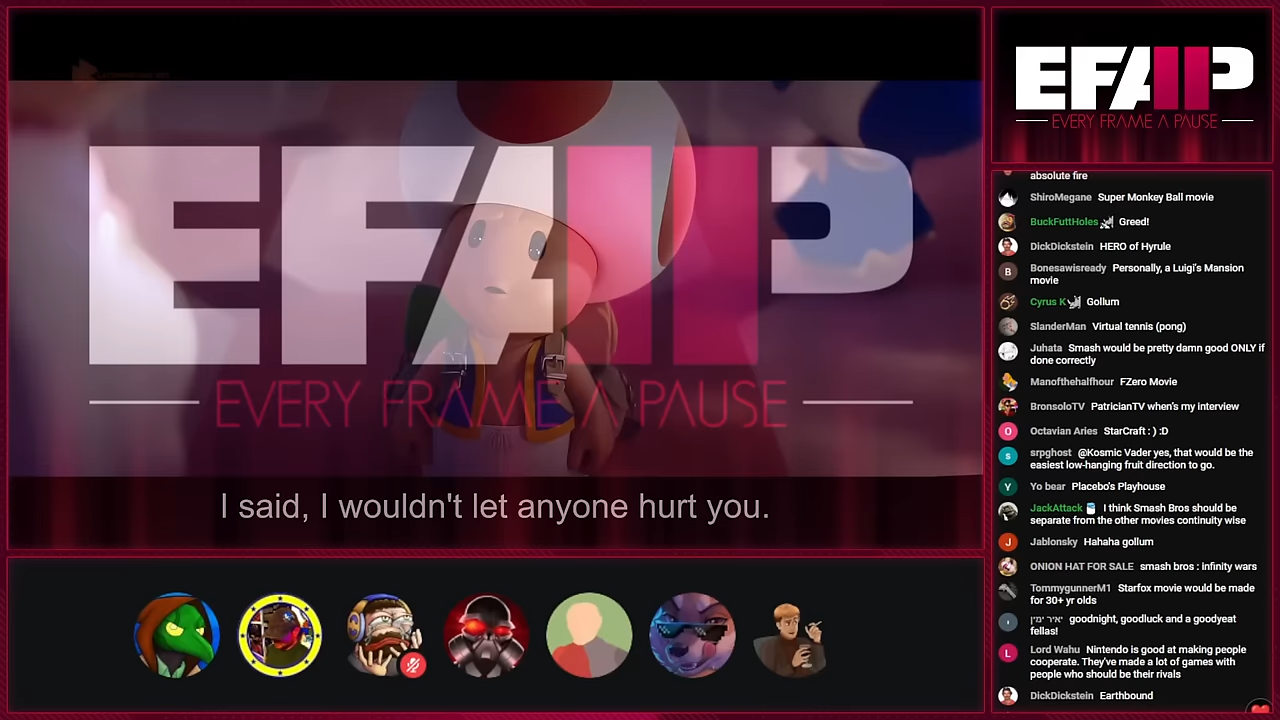 EFAP
EVERY FRAME A PAUSE
I said, I wouldn't let anyone hurt you.
EFAP
EVERY FRAME A PAUSE
absolute fire
ShiroMegane Super Monkey Ball movie
BuckFuttHoles Greed!
DickDickstein HERO of Hyrule
B
Bonesawisready Personally, a Luigi's Mansion
movie
Cyrus K Gollum
SlanderMan Virtual tennis (pong)
Juhata Smash would be pretty damn good ONLY if
done correctly
Manofthehalfhour FZero Movie
BronsoloTV PatricianTV when's my interview
O
Octavian Aries StarCraft : ) :D
s
srpghost @Kosmic Vader yes, that would be the
easiest low-hanging fruit direction to go.
Y
Yo bear Placebo's Playhouse
JackAttack I think Smash Bros should be
separate from the other movies continuity wise
J
Jablonsky Hahaha gollum
ONION HAT FOR SALE smash bros : infinity wars
TommygunnerM1 Starfox movie would be made
for 30+ yr olds
יאיר ימין goodnight, goodluck and a goodyeat
fellas!
L
Lord Wahu Nintendo is good at making people
cooperate. They've made a lot of games with
people who should be their rivals
DickDickstein Earthbound